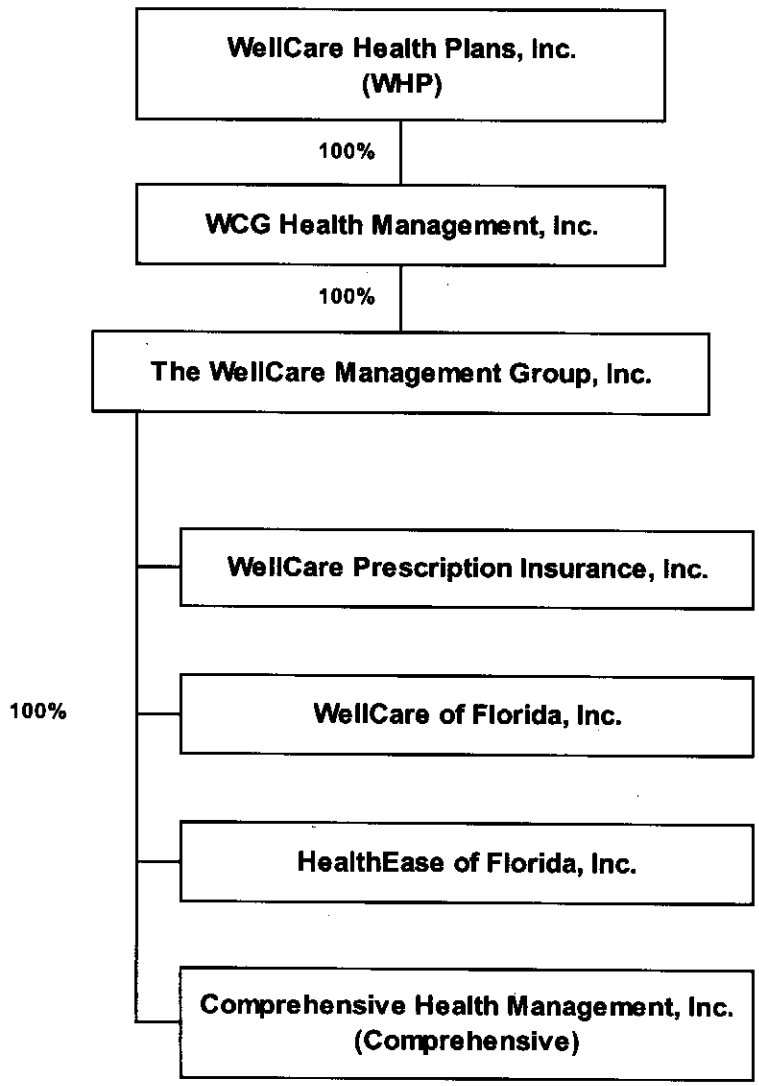 WellCare Health Plans, Inc.
(WHP)
100%
WCG Health Management, Inc.
100%
The WellCare Management Group, Inc.
WellCare Prescription Insurance, Inc.
100%
WellCare of Florida, Inc.
HealthEase of Florida, Inc.
Comprehensive Health Management, Inc.
(Comprehensive)